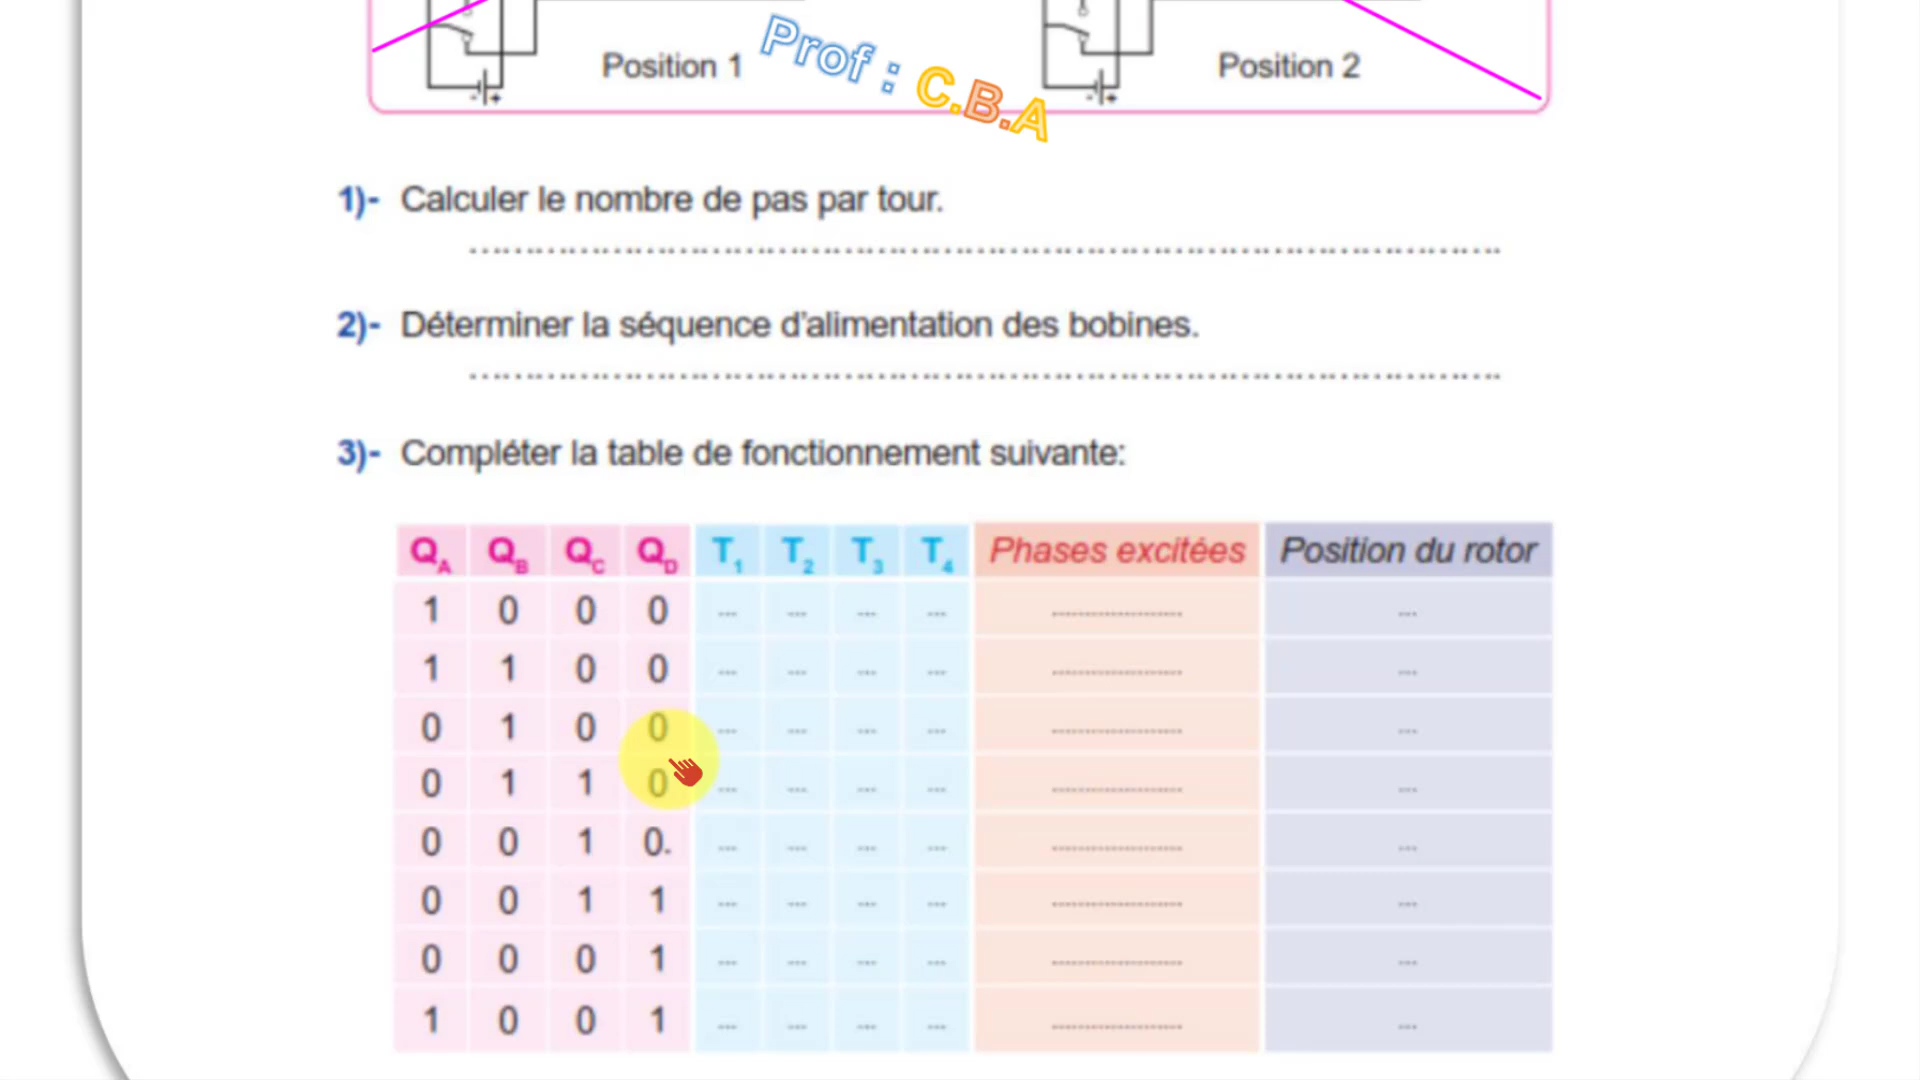 Position 1
Prof : C.B.A
Position 2
- +
- +
1)- Calculer le nombre de pas par tour.
2)- Déterminer la séquence d'alimentation des bobines.
3)- Compléter la table de fonctionnement suivante:
QA QB QC QD T1 T2 T3 T4 Phases excitées Position du rotor
1 0 0 0 ... ... ... ... ........................ ...
1 1 0 0 ... ... ... ... ........................ ...
0 1 0 0 ... ... ... ... ........................ ...
0 1 1 0 ... ... ... ... ........................ ...
0 0 1 0. ... ... ... ... ........................ ...
0 0 1 1 ... ... ... ... ........................ ...
0 0 0 1 ... ... ... ... ........................ ...
1 0 0 1 ... ... ... ... ........................ ...